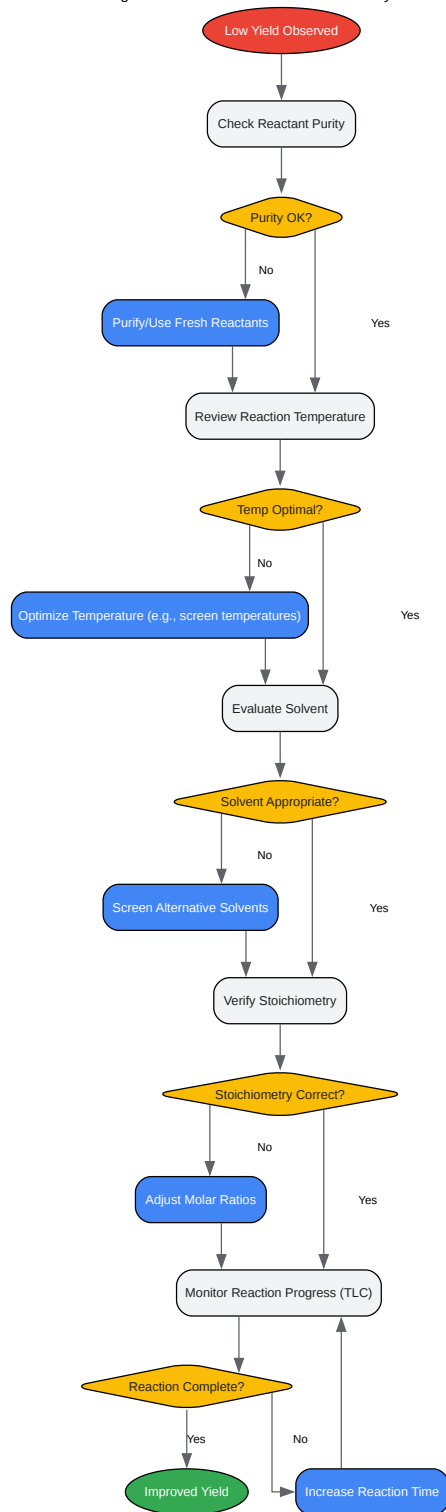 Low Yield Observed
Check Reactant Purity
Purity OK?
No
Purify/Use Fresh Reactants
Yes
Review Reaction Temperature
Temp Optimal?
No
Optimize Temperature (e.g., screen temperatures)
Yes
Evaluate Solvent
Solvent Appropriate?
No
Screen Alternative Solvents
Yes
Verify Stoichiometry
Stoichiometry Correct?
No
Adjust Molar Ratios
Yes
Monitor Reaction Progress (TLC)
Reaction Complete?
Yes
No
Improved Yield
Increase Reaction Time